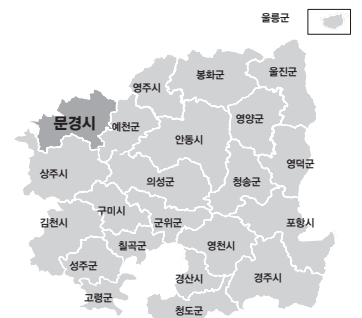 울릉군
봉화군
울진군
영주시
문경시
예천군
영양군
안동시
영덕군
상주시
의성군
청송군
구미시
김천시
군위군
포항시
칠곡군
영천시
성주군
경산시
경주시
고령군
청도군